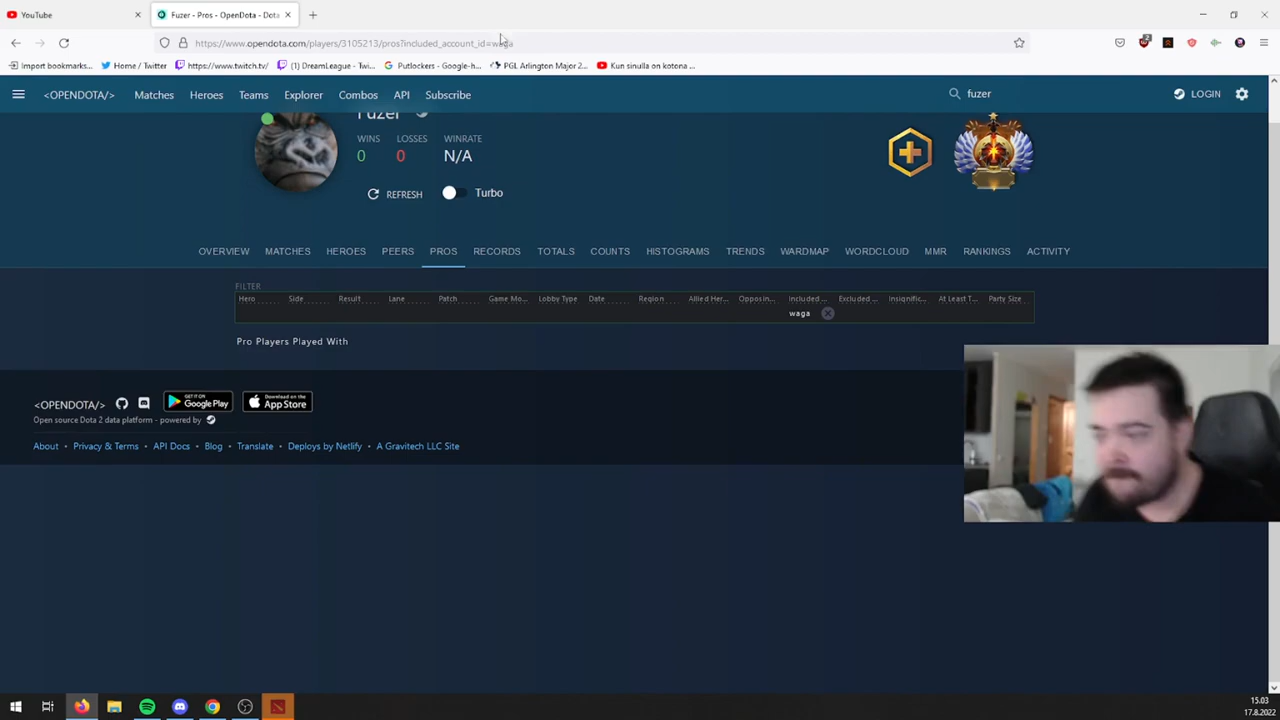 YouTube
Fuzer - Pros - OpenDota - Dota
https://www.opendota.com/players/3105213/pros?included_account_id=waga
Import bookmarks... Home / Twitter https://www.twitch.tv/ (1) DreamLeague - Twi... Putlockers - Google-h... PGL Arlington Major 2... Kun sinulla on kotona ...
<OPENDOTA/> Matches Heroes Teams Explorer Combos API Subscribe fuzer LOGIN
Fuzer
WINS LOSSES WINRATE
0 0 N/A
REFRESH Turbo
OVERVIEW MATCHES HEROES PEERS PROS RECORDS TOTALS COUNTS HISTOGRAMS TRENDS WARDMAP WORDCLOUD MMR RANKINGS ACTIVITY
FILTER
Hero Side Result Lane Patch Game Mo... Lobby Type Date Region Allied Her... Opposin... Included ... Excluded ... Insignific... At Least T... Party Size
waga
Pro Players Played With
<OPENDOTA/> GET IT ON Google Play Download on the App Store
Open source Dota 2 data platform - powered by
About • Privacy & Terms • API Docs • Blog • Translate • Deploys by Netlify • A Gravitech LLC Site
15.03
17.8.2022